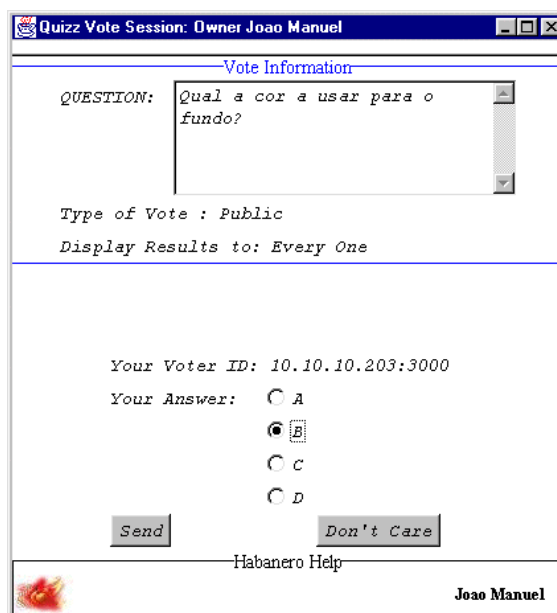 Quizz Vote Session: Owner Joao Manuel
Vote Information
QUESTION: Qual a cor a usar para o
fundo?
Type of Vote : Public
Display Results to: Every One
Your Voter ID: 10.10.10.203:3000
Your Answer: A
B
C
D
Send Don't Care
Habanero Help
Joao Manuel